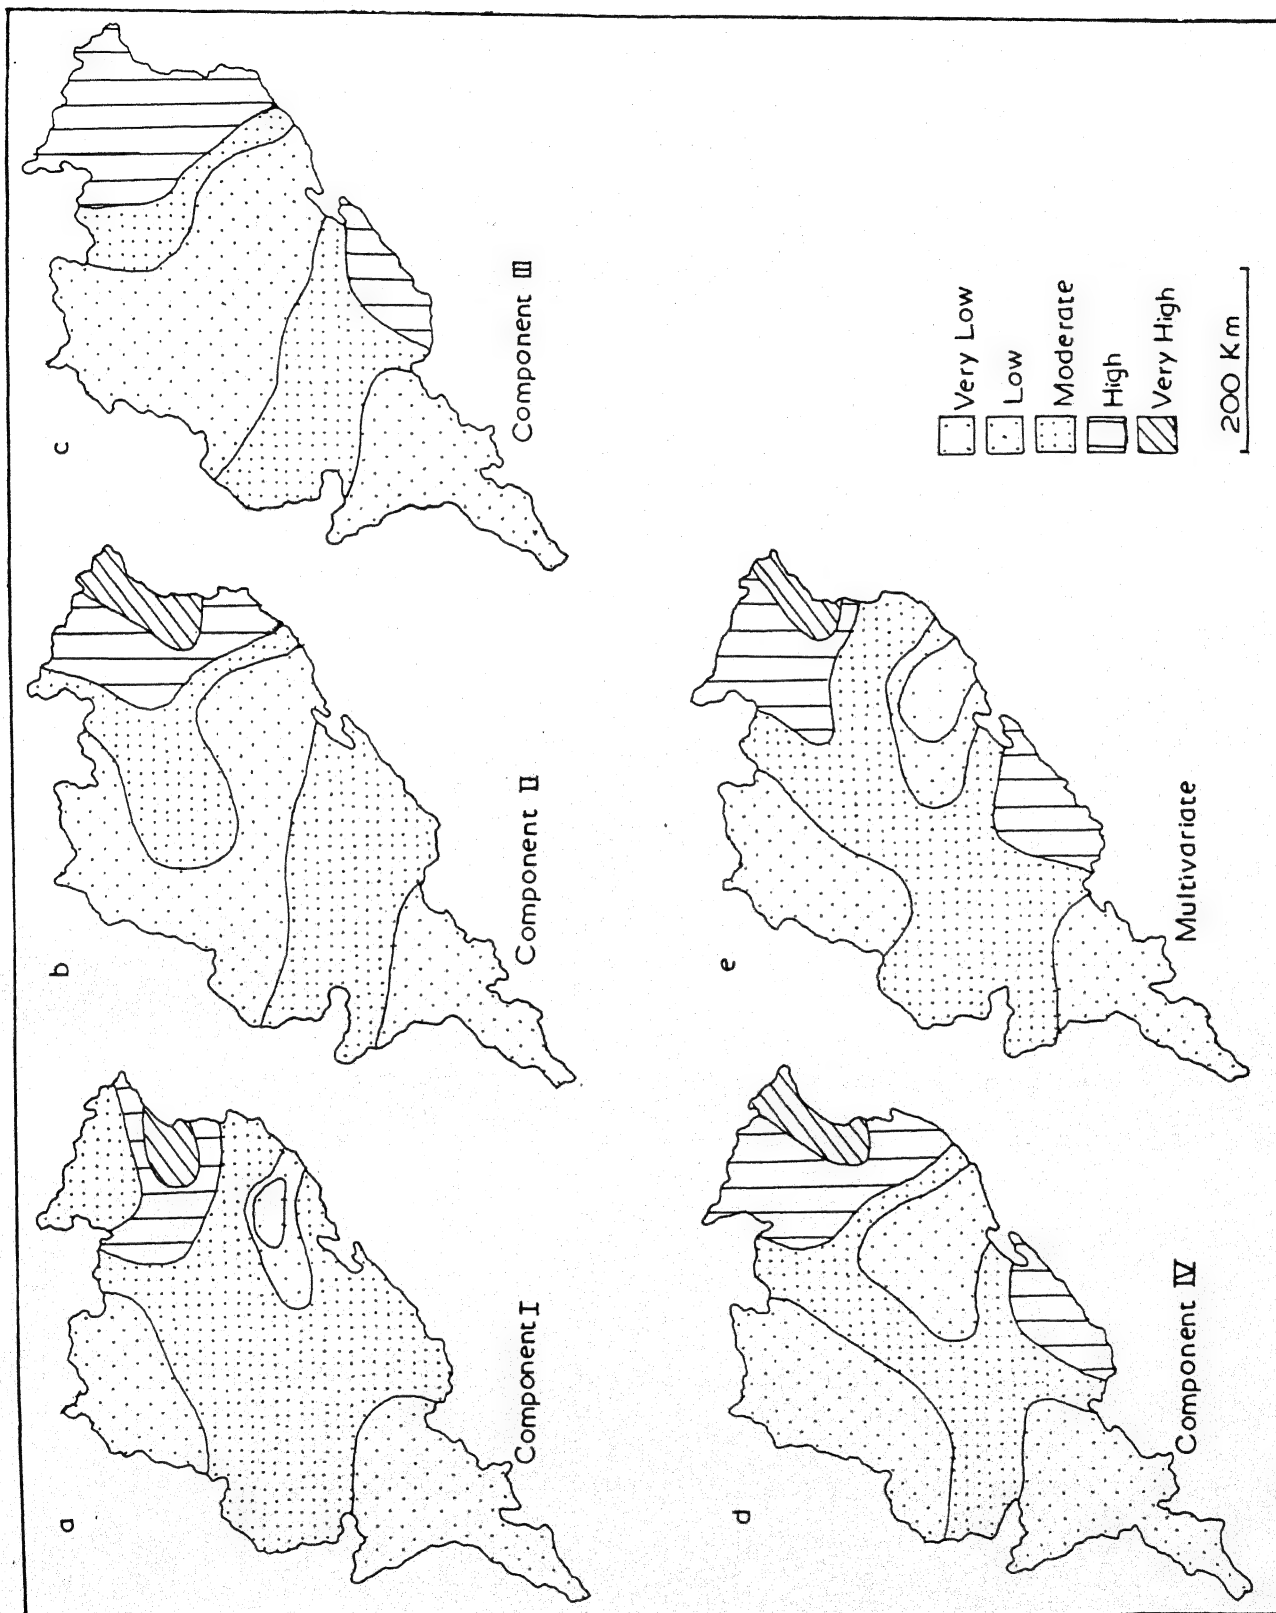 a
Component I
b
Component II
c
Component III
d
Component IV
e
Multivariate
Very Low
Low
Moderate
High
Very High
200 Km